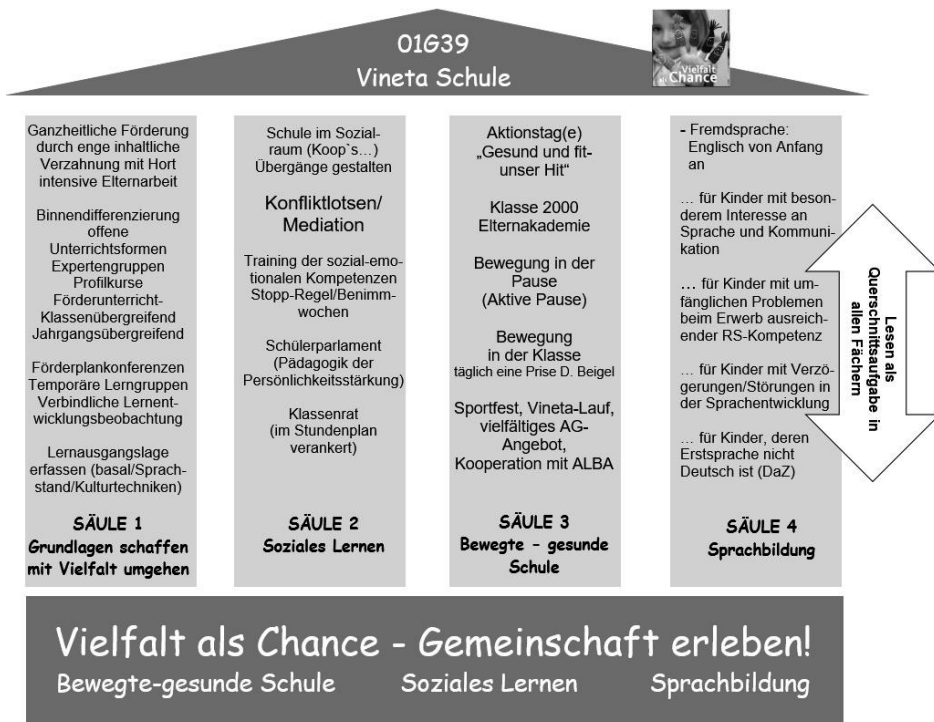 01G39
Vineta Schule
Vielfalt
als Chance
Ganzheitliche Förderung
durch enge inhaltliche
Verzahnung mit Hort
intensive Elternarbeit
Binnendifferenzierung
offene
Unterrichtsformen
Expertengruppen
Profilkurse
Förderunterricht-
Klassenübergreifend
Jahrgangsübergreifend
Förderplankonferenzen
Temporäre Lerngruppen
Verbindliche Lernent-
wicklungsbeobachtung
Lernausgangslage
erfassen (basal/Sprach-
stand/Kulturtechniken)
SÄULE 1
Grundlagen schaffen
mit Vielfalt umgehen
Schule im Sozial-
raum (Koop`s...)
Übergänge gestalten
Konfliktlotsen/
Mediation
Training der sozial-emo-
tionalen Kompetenzen
Stopp-Regel/Benimm-
wochen
Schülerparlament
(Pädagogik der
Persönlichkeitsstärkung)
Klassenrat
(im Stundenplan
verankert)
SÄULE 2
Soziales Lernen
Aktionstag(e)
„Gesund und fit-
unser Hit“
Klasse 2000
Elternakademie
Bewegung in der
Pause
(Aktive Pause)
Bewegung
in der Klasse
täglich eine Prise D. Beigel
Sportfest, Vineta-Lauf,
vielfältiges AG-
Angebot,
Kooperation mit ALBA
SÄULE 3
Bewegte - gesunde
Schule
- Fremdsprache:
Englisch von Anfang
an
... für Kinder mit beson-
derem Interesse an
Sprache und Kommuni-
kation
... für Kinder mit um-
fänglichen Problemen
beim Erwerb ausreich-
ender RS-Kompetenz
... für Kinder mit Verzö-
gerungen/Störungen in
der Sprachentwicklung
... für Kinder, deren
Erstsprache nicht
Deutsch ist (DaZ)
SÄULE 4
Sprachbildung
Lesen als
Querschnittsaufgabe in
allen Fächern
Vielfalt als Chance - Gemeinschaft erleben!
Bewegte-gesunde Schule Soziales Lernen Sprachbildung